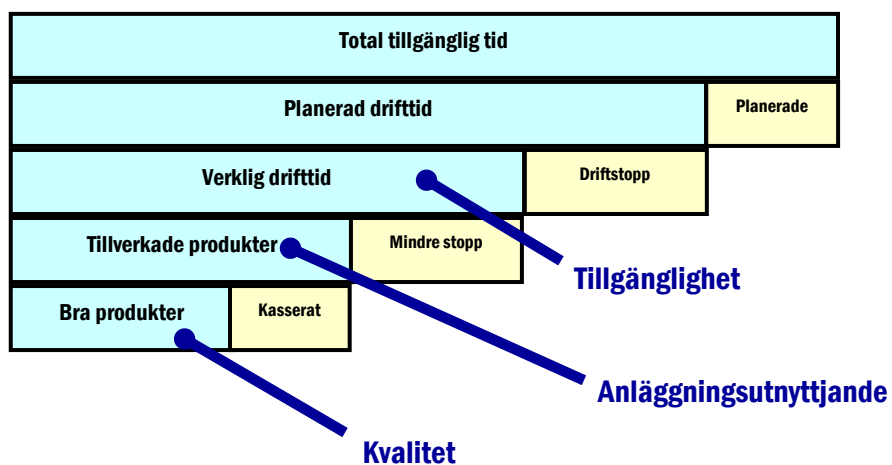 Total tillgänglig tid
Planerad drifttid
Planerade
Verklig drifttid
Driftstopp
Tillverkade produkter
Mindre stopp
Tillgänglighet
Bra produkter
Kasserat
Anläggningsutnyttjande
Kvalitet